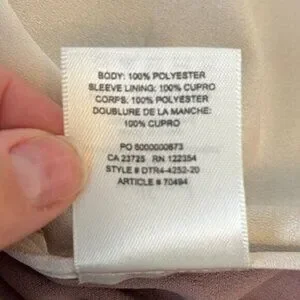 BODY: 100% POLYESTER
SLEEVE LINING: 100% CUPRO
CORPS: 100% POLYESTER
DOUBLURE DE LA MANCHE:
100% CUPRO
PO 5000000673
CA 23725 RN 122354
STYLE # DTR4-4252-20
ARTICLE # 70494